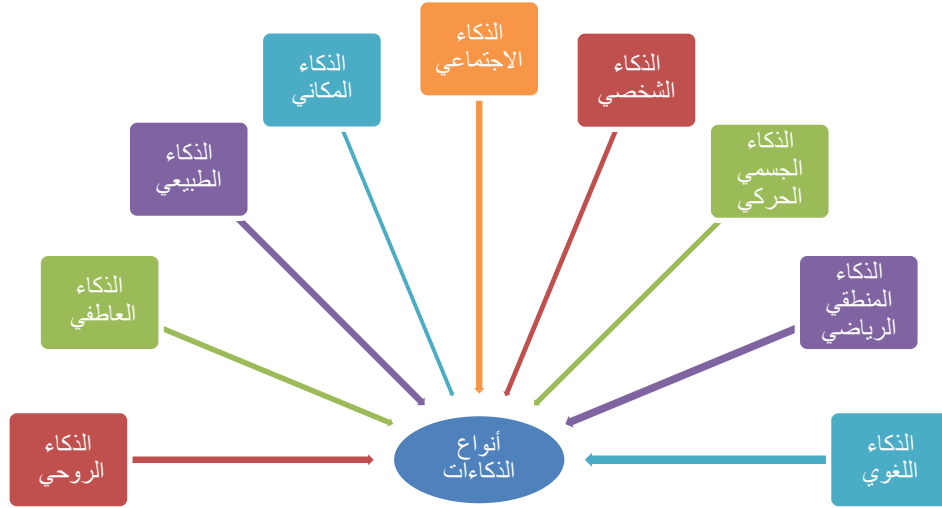 الذكاء
الاجتماعي
الذكاء
الشخصي
الذكاء
المكاني
الذكاء
الجسمي
الحركي
الذكاء
الطبيعي
الذكاء
المنطقي
الرياضي
الذكاء
العاطفي
الذكاء
اللغوي
أنواع
الذكاءات
الذكاء
الروحي